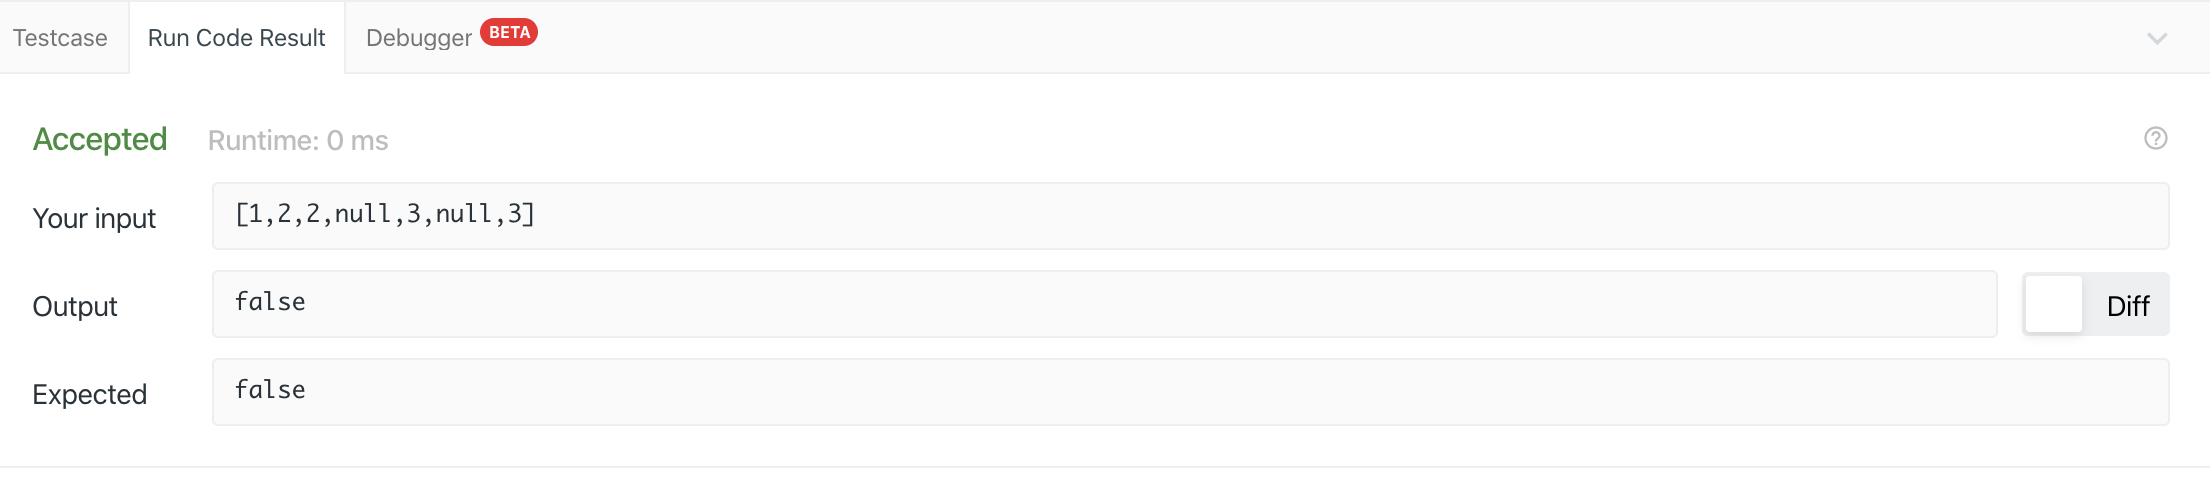 Testcase Run Code Result Debugger BETA
Accepted Runtime: 0 ms ?
Your input [1,2,2,null,3,null,3]
Output false Diff
Expected false